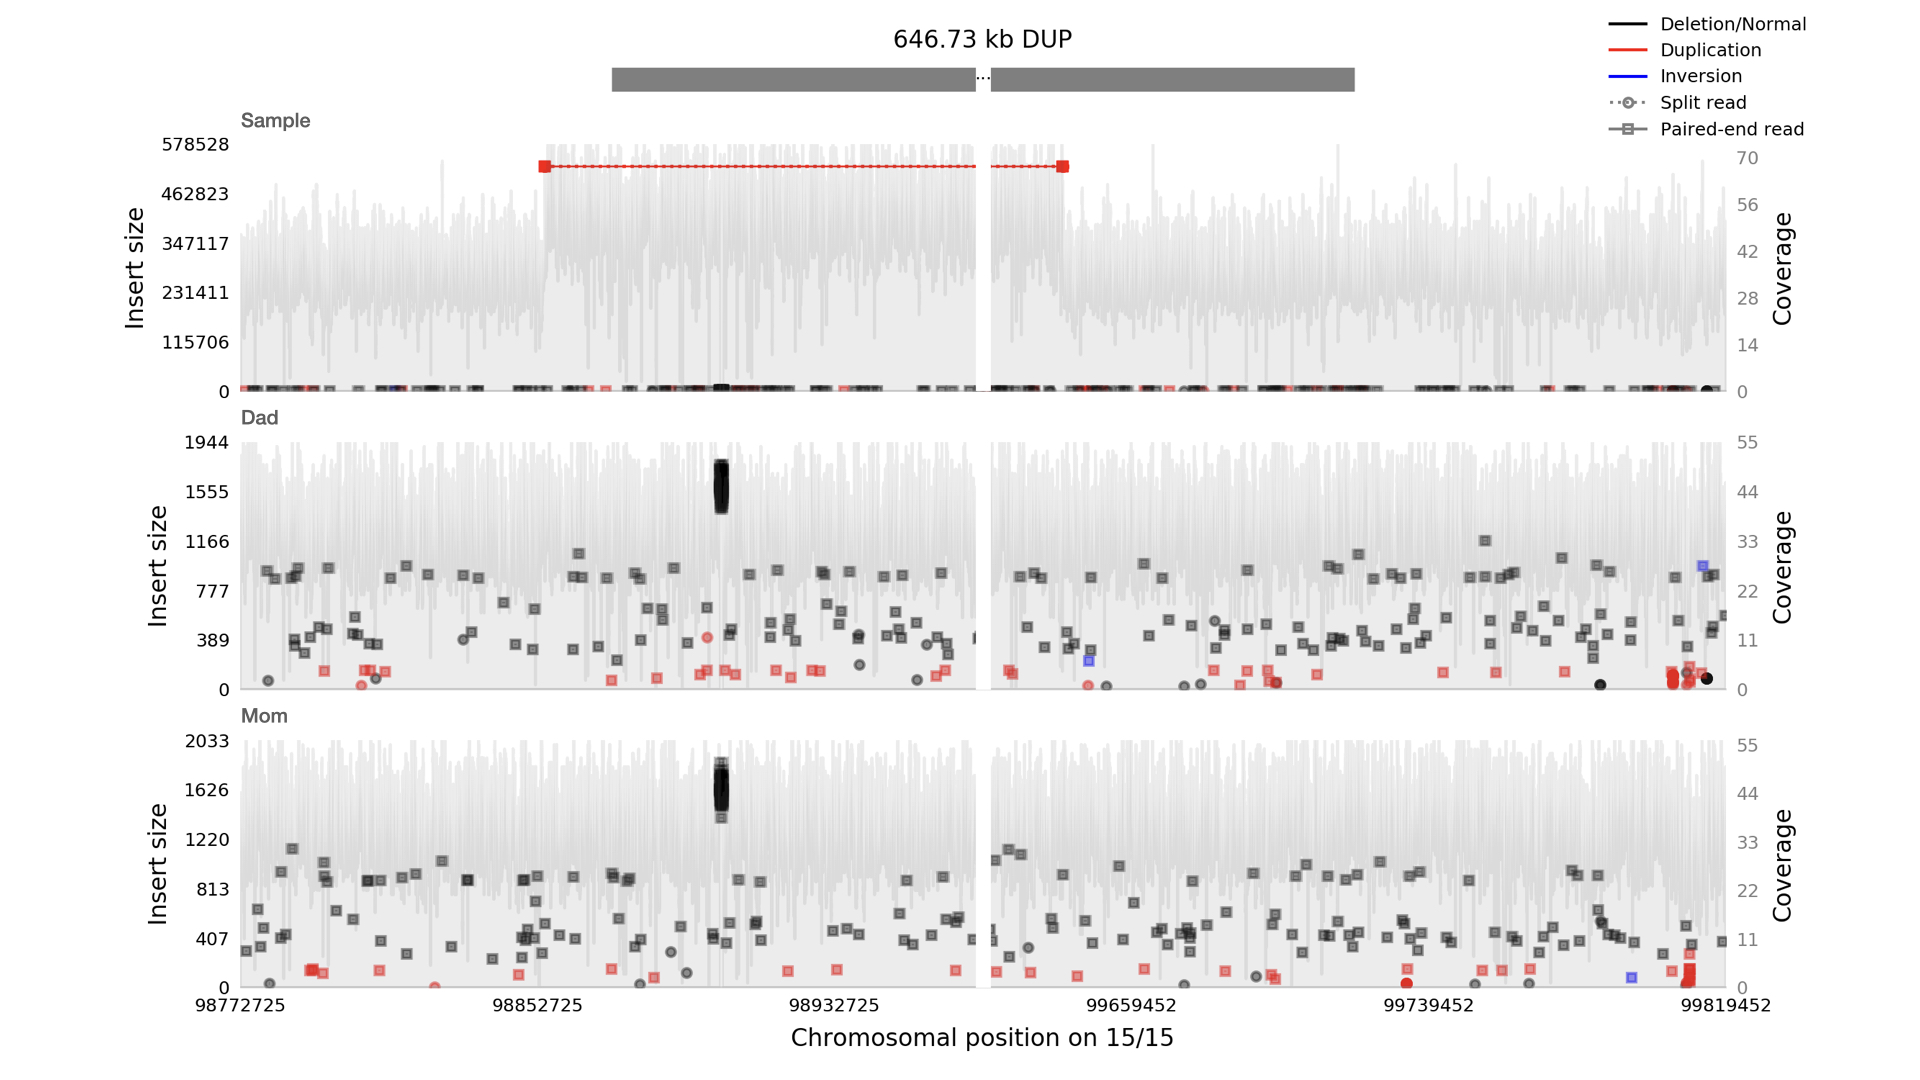 646.73 kb DUP
...
Deletion/Normal
Duplication
Inversion
Split read
Paired-end read
Sample
578528
462823
347117
231411
115706
0
Insert size
70
56
42
28
14
0
Coverage
Dad
1944
1555
1166
777
389
0
Insert size
55
44
33
22
11
0
Coverage
Mom
2033
1626
1220
813
407
0
Insert size
55
44
33
22
11
0
Coverage
98772725 98852725 98932725 99659452 99739452 99819452
Chromosomal position on 15/15